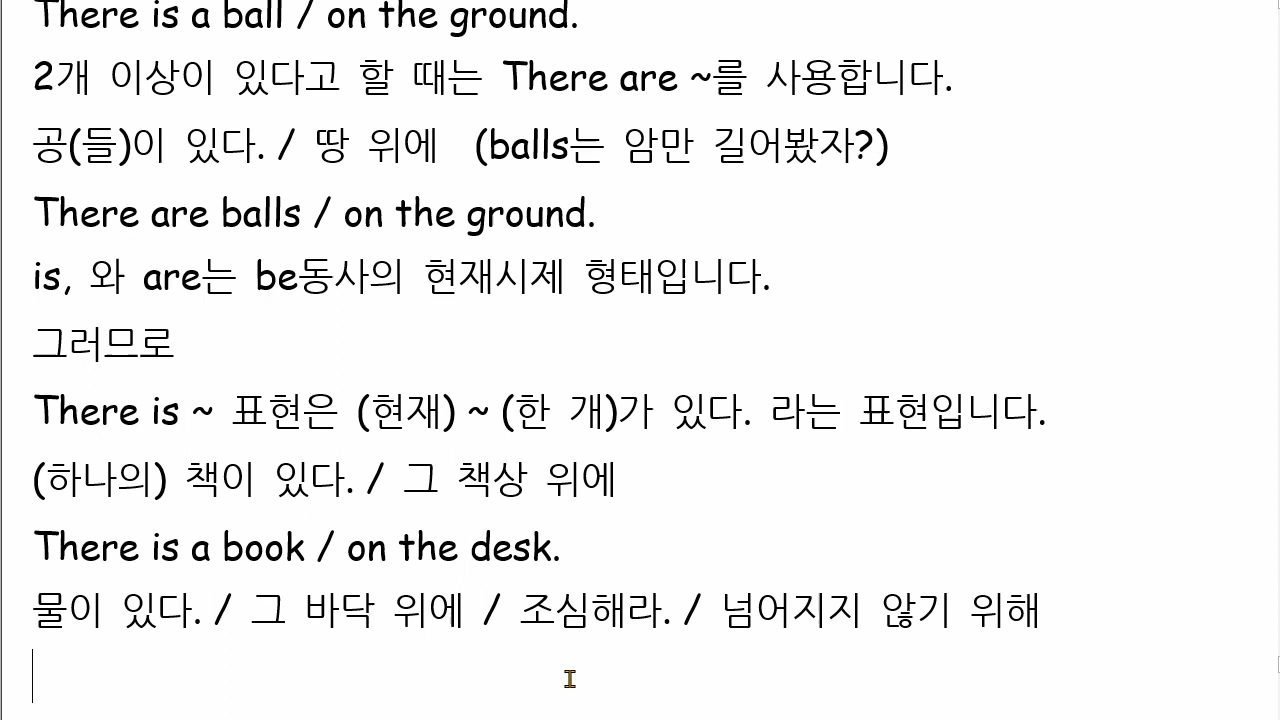 There is a ball / on the ground.
2개 이상이 있다고 할 때는 There are ~를 사용합니다.
공(들)이 있다. / 땅 위에 (balls는 암만 길어봤자?)
There are balls / on the ground.
is, 와 are는 be동사의 현재시제 형태입니다.
그러므로
There is ~ 표현은 (현재) ~ (한 개)가 있다. 라는 표현입니다.
(하나의) 책이 있다. / 그 책상 위에
There is a book / on the desk.
물이 있다. / 그 바닥 위에 / 조심해라. / 넘어지지 않기 위해